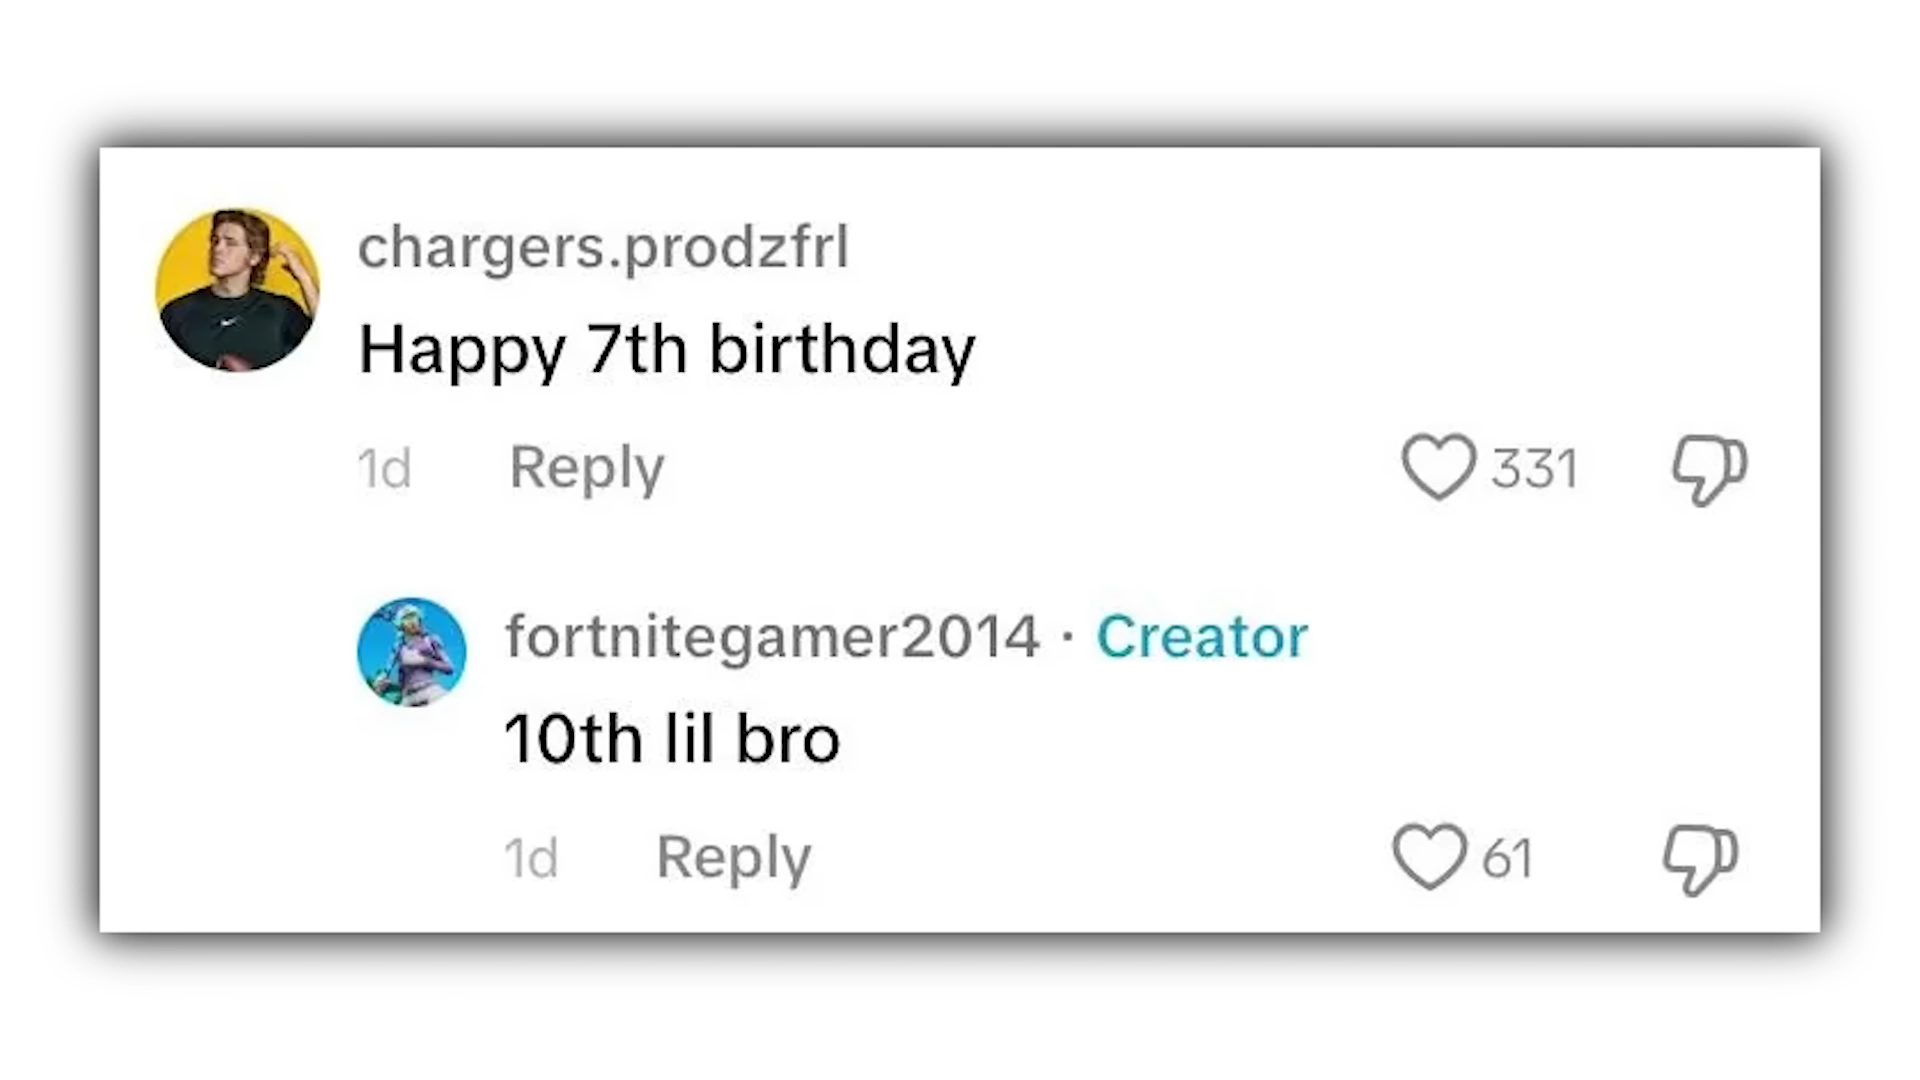 chargers.prodzfrl
Happy 7th birthday
1d Reply 331
fortnitegamer2014 · Creator
10th lil bro
1d Reply 61